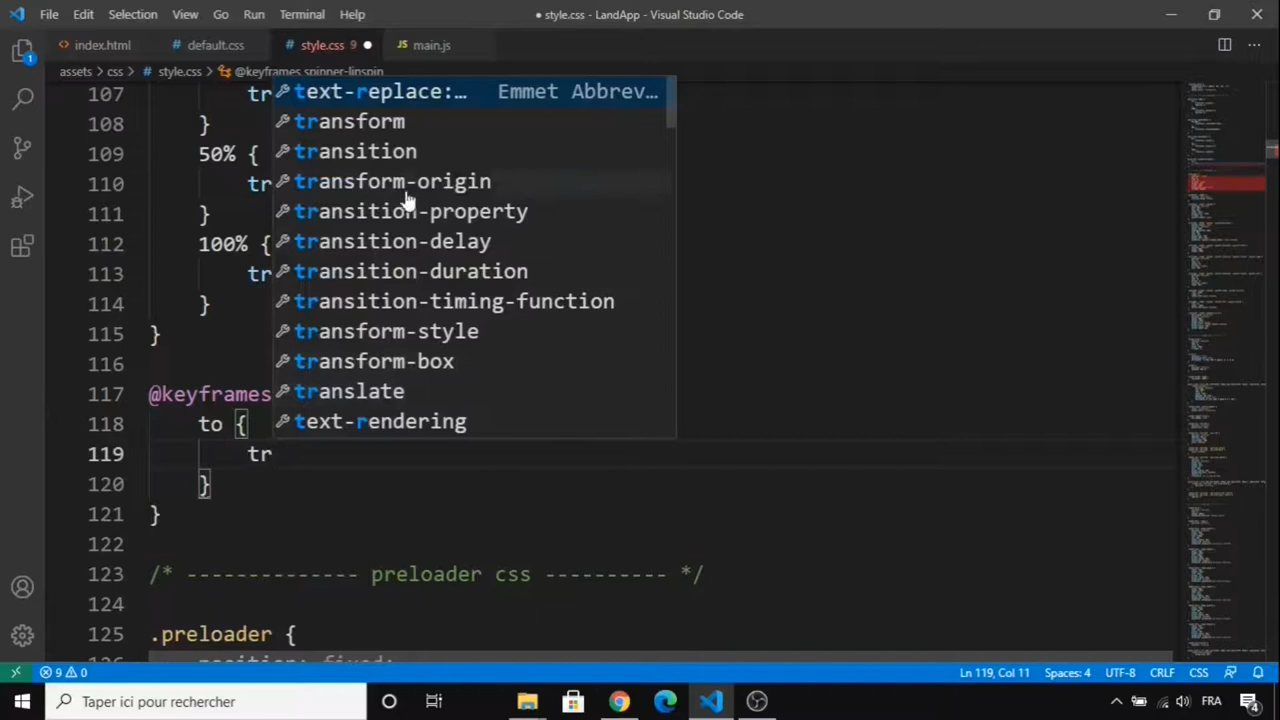 File Edit Selection View Go Run Terminal Help ● style.css - LandApp - Visual Studio Code
index.html default.css style.css 9 ● JS main.js
assets > css > style.css > @keyframes spinner-linspin
107 tr
108 }
109 50% {
110 tr
111 }
112 100% {
113 tr
114 }
115 }
116
117 @keyframes
118 to {
119 tr
120 }
121 }
122
123 /* -------------- preloader css ---------- */
124
125 .preloader {
126 position: fixed;
text-replace:… Emmet Abbrev…
transform
transition
transform-origin
transition-property
transition-delay
transition-duration
transition-timing-function
transform-style
transform-box
translate
text-rendering
1
9 0 Ln 119, Col 11 Spaces: 4 UTF-8 CRLF CSS
Taper ici pour rechercher FRA 4